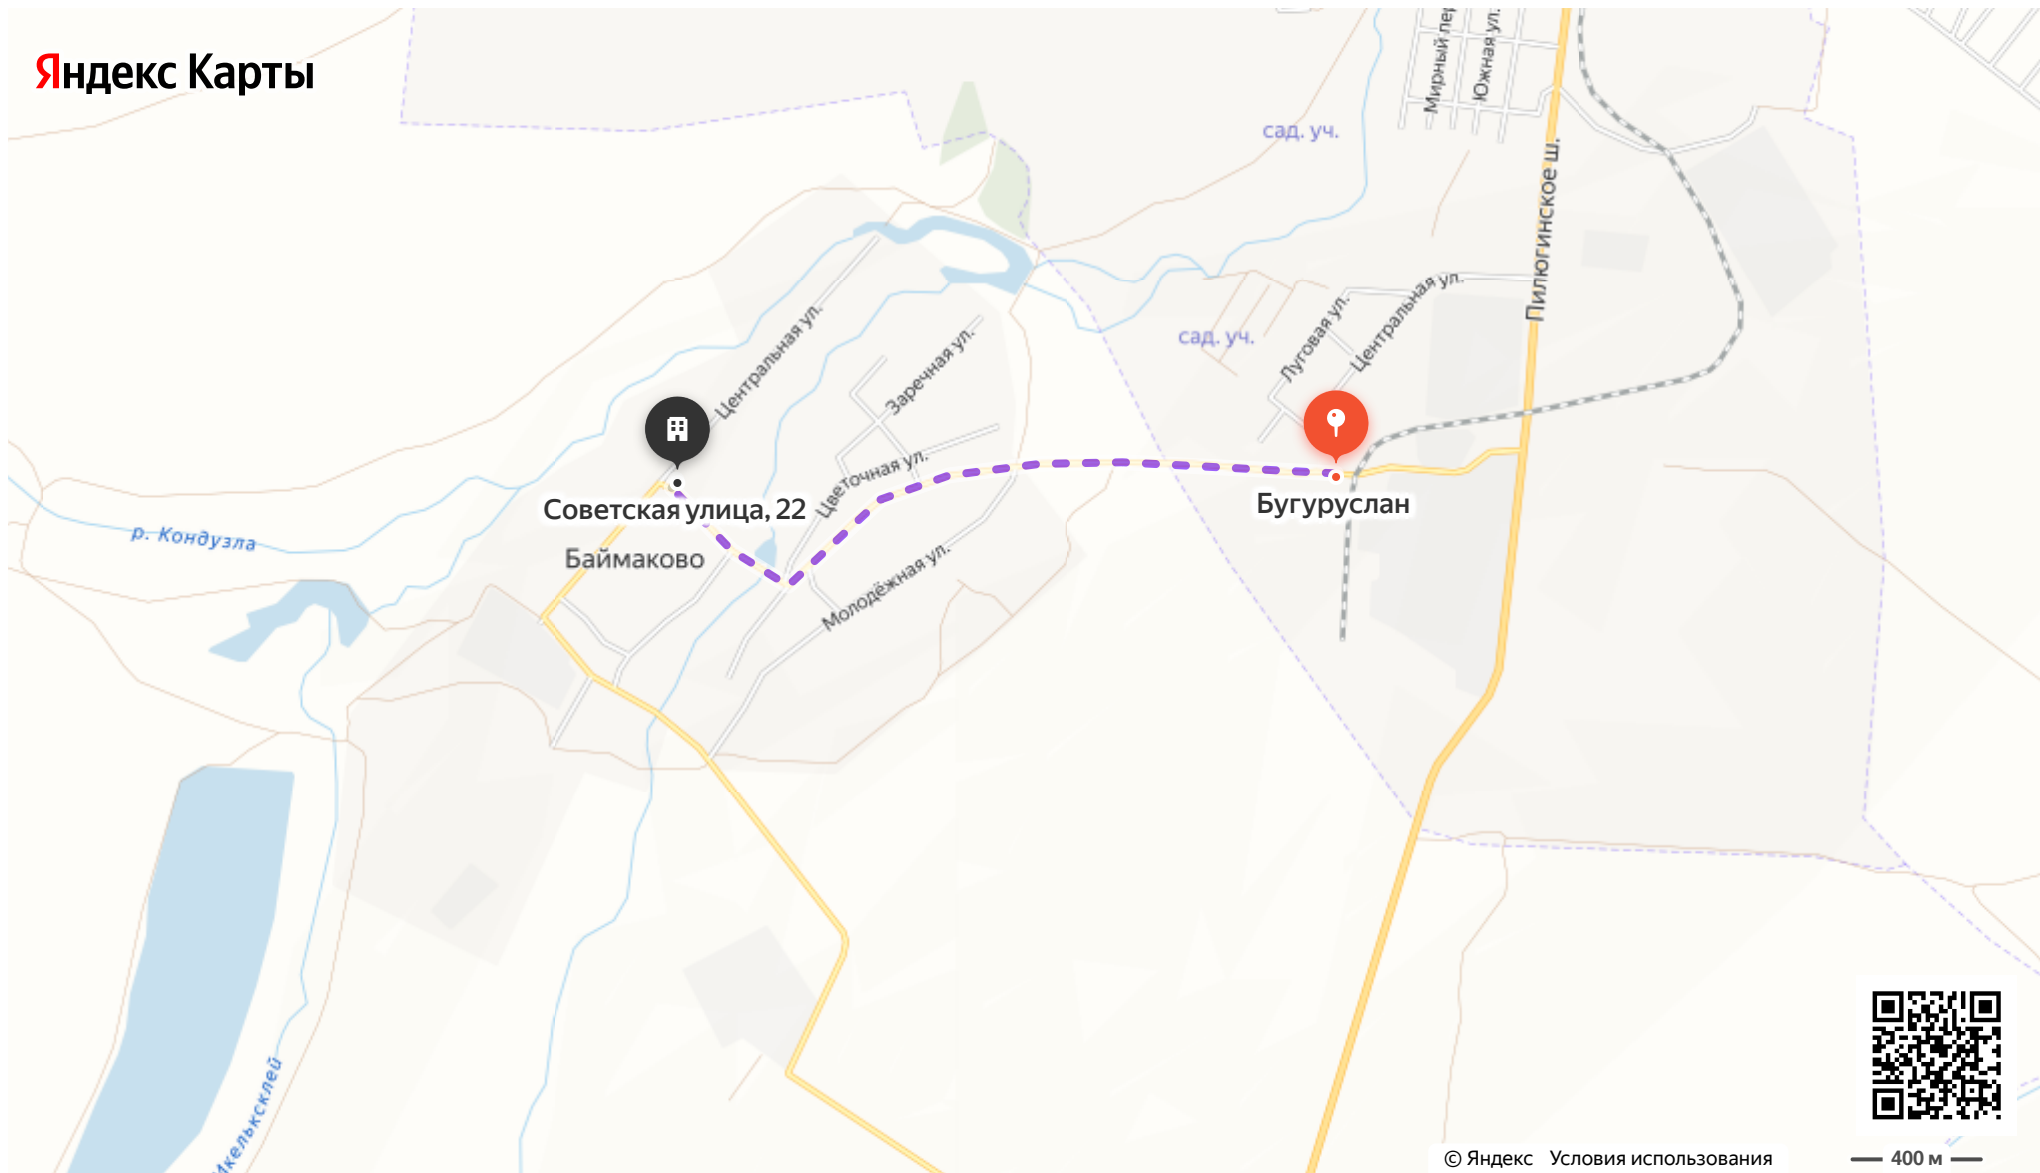 Яндекс Карты
Мирный пер
Южная ул.
сад. уч.
Пилюгинское ш.
Центральная ул.
Заречная ул.
сад. уч.
Луговая ул.
Центральная ул.
Цветочная ул.
Советская улица, 22
Бугуруслан
р. Кондузла
Баймаково
Молодёжная ул.
Икельксклей
© Яндекс Условия использования
400 м